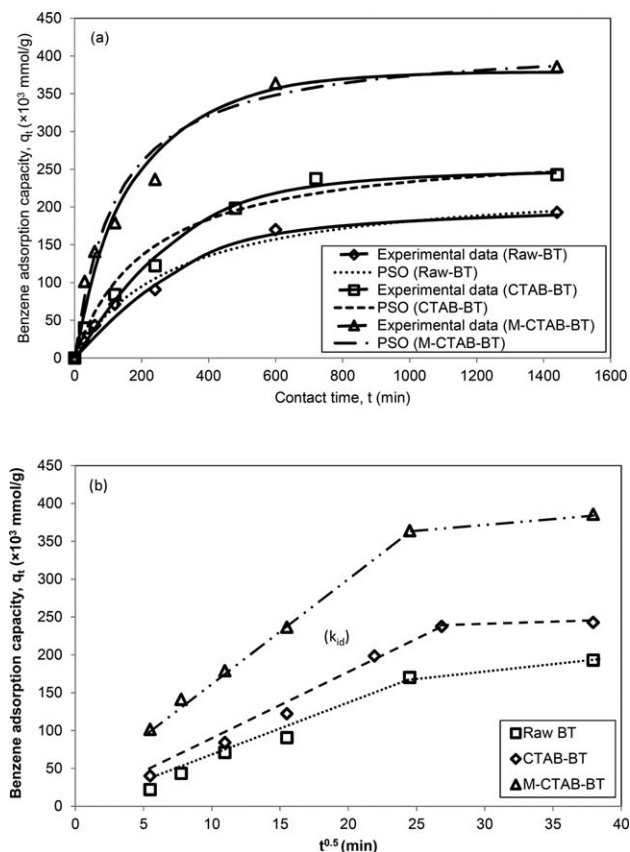 (a)
Benzene adsorption capacity, qₜ (×10³ mmol/g)
450
400
350
300
250
200
150
100
50
0
Experimental data (Raw-BT)
PSO (Raw-BT)
Experimental data (CTAB-BT)
PSO (CTAB-BT)
Experimental data (M-CTAB-BT)
PSO (M-CTAB-BT)
0 200 400 600 800 1000 1200 1400 1600
Contact time, t (min)
(b)
Benzene adsorption capacity, qₜ (×10³ mmol/g)
450
400
350
300
250
200
150
100
50
0
(k_id)
Raw BT
CTAB-BT
M-CTAB-BT
0 5 10 15 20 25 30 35 40
t⁰·⁵ (min)